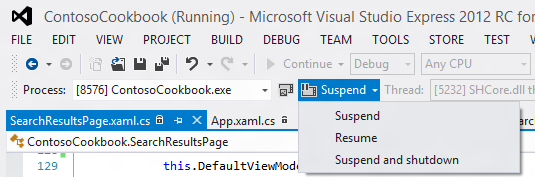 ContosoCookbook (Running) - Microsoft Visual Studio Express 2012 RC for
FILE EDIT VIEW PROJECT BUILD DEBUG TEAM TOOLS STORE TEST WIN
Continue Debug Any CPU
Process: [8576] ContosoCookbook.exe Suspend Thread: [5232] SHCore.dll th
SearchResultsPage.xaml.cs App.xaml.cs
Suspend
ContosoCookbook.SearchResultsPage
Resume
129 this.DefaultViewMode
Suspend and shutdown